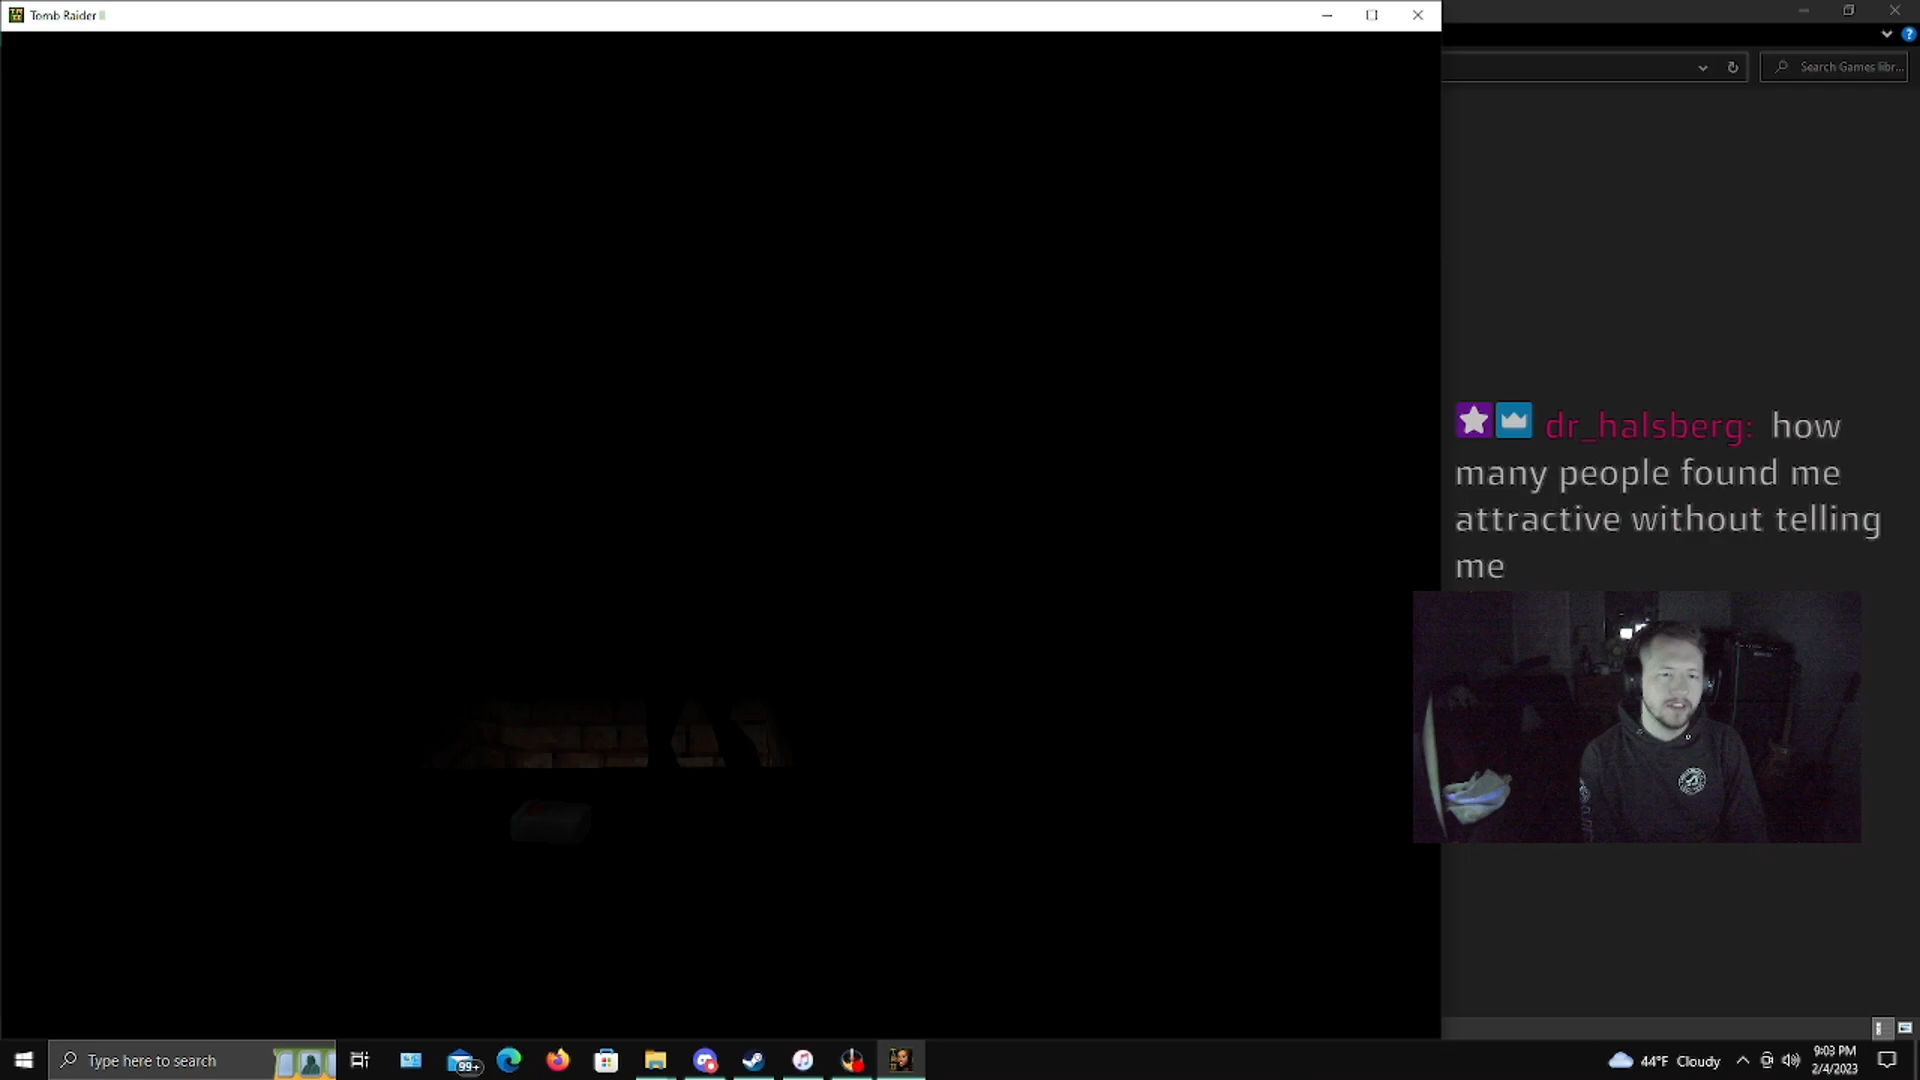 Tomb Raider II
Search Games libr...
dr_halsberg: how
many people found me
attractive without telling
me
Type here to search
99+
44°F Cloudy
9:03 PM
2/4/2023